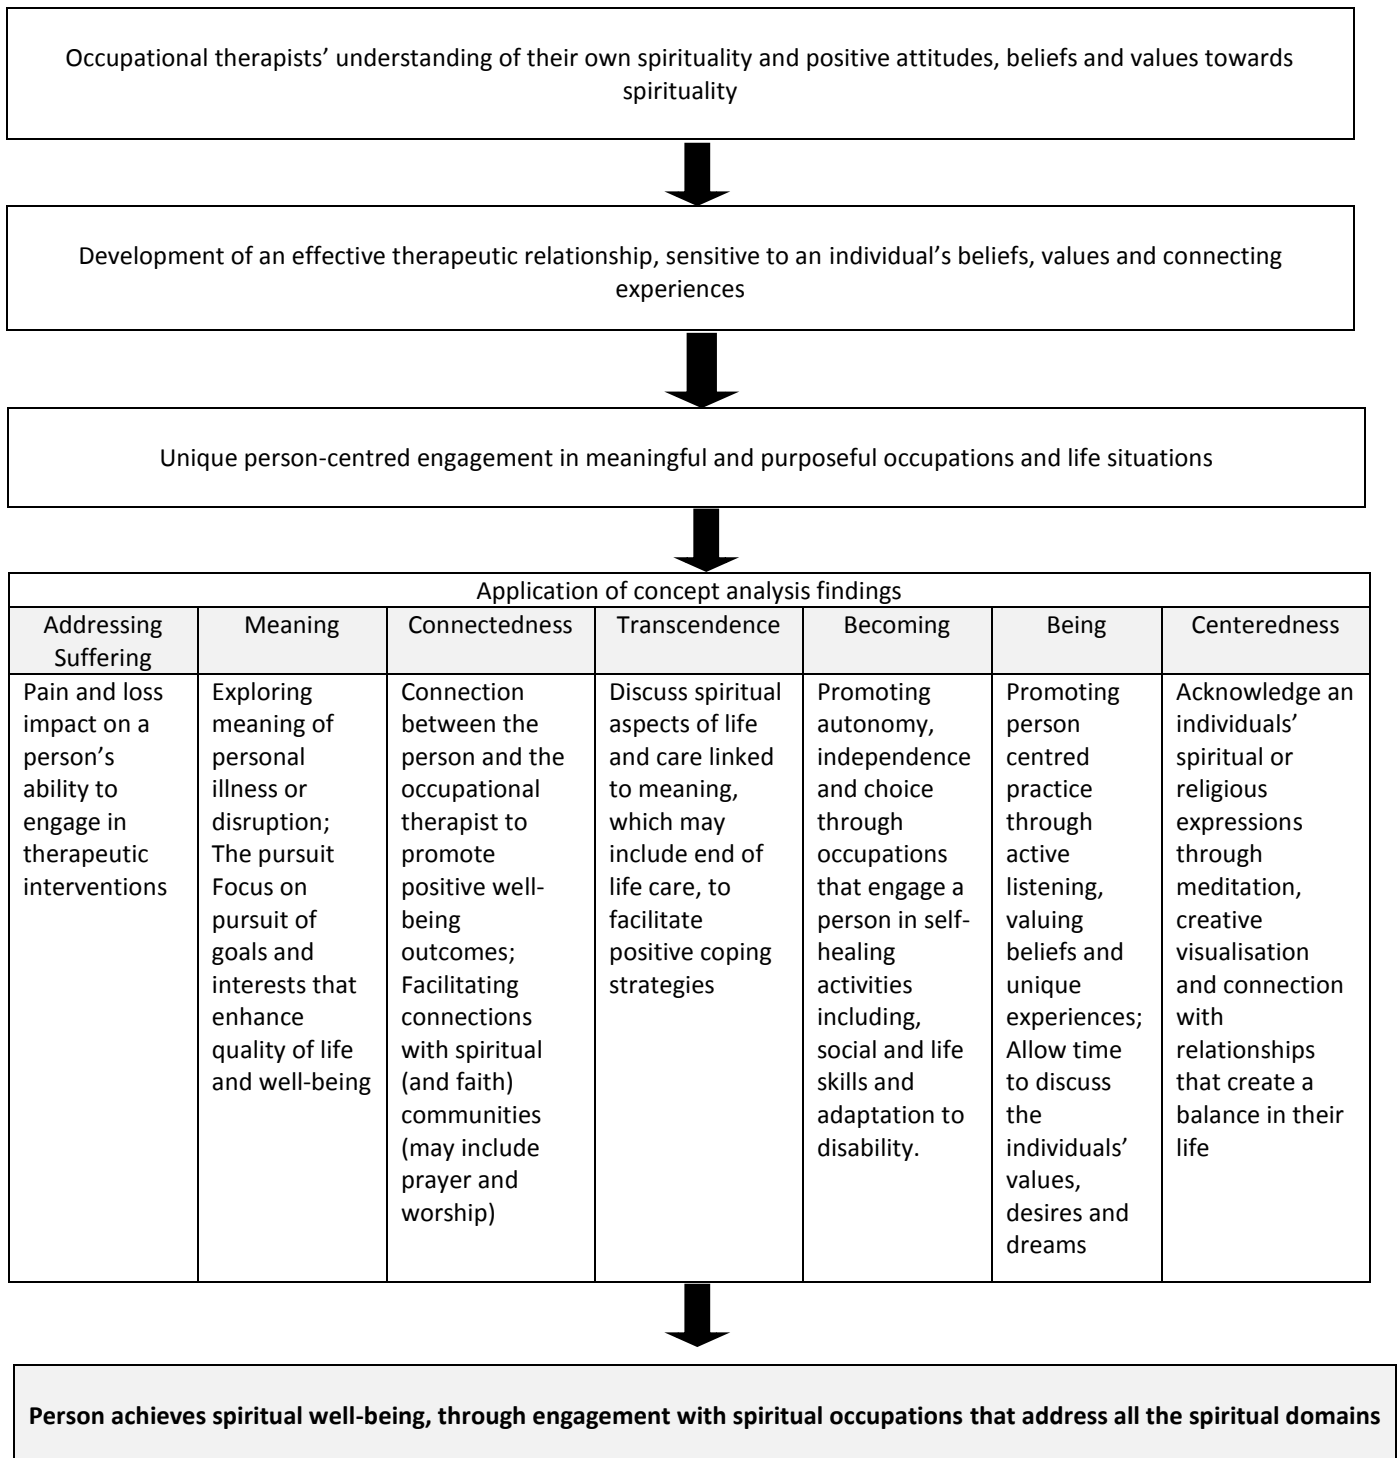 Occupational therapists’ understanding of their own spirituality and positive attitudes, beliefs and values towards
spirituality
Development of an effective therapeutic relationship, sensitive to an individual’s beliefs, values and connecting
experiences
Unique person-centred engagement in meaningful and purposeful occupations and life situations
Application of concept analysis findings
Addressing
Suffering
Meaning
Connectedness
Transcendence
Becoming
Being
Centeredness
Pain and loss
impact on a
person’s
ability to
engage in
therapeutic
interventions
Exploring
meaning of
personal
illness or
disruption;
The pursuit
Focus on
pursuit of
goals and
interests that
enhance
quality of life
and well-being
Connection
between the
person and the
occupational
therapist to
promote
positive well-
being
outcomes;
Facilitating
connections
with spiritual
(and faith)
communities
(may include
prayer and
worship)
Discuss spiritual
aspects of life
and care linked
to meaning,
which may
include end of
life care, to
facilitate
positive coping
strategies
Promoting
autonomy,
independence
and choice
through
occupations
that engage a
person in self-
healing
activities
including,
social and life
skills and
adaptation to
disability.
Promoting
person
centred
practice
through
active
listening,
valuing
beliefs and
unique
experiences;
Allow time
to discuss
the
individuals’
values,
desires and
dreams
Acknowledge an
individuals’
spiritual or
religious
expressions
through
meditation,
creative
visualisation
and connection
with
relationships
that create a
balance in their
life
Person achieves spiritual well-being, through engagement with spiritual occupations that address all the spiritual domains